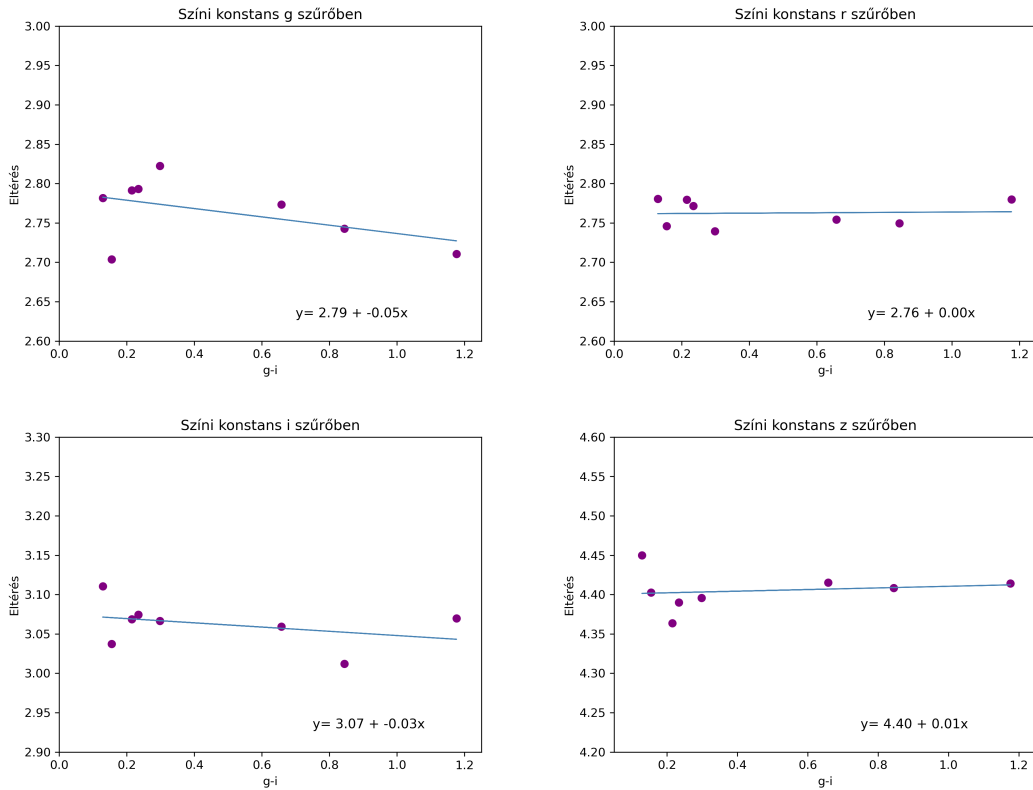 Színi konstans g szűrőben
3.00
2.95
2.90
2.85
2.80
2.75
2.70
2.65
2.60
Eltérés
y= 2.79 + -0.05x
0.0 0.2 0.4 0.6 0.8 1.0 1.2
g-i
Színi konstans r szűrőben
3.00
2.95
2.90
2.85
2.80
2.75
2.70
2.65
2.60
Eltérés
y= 2.76 + 0.00x
0.0 0.2 0.4 0.6 0.8 1.0 1.2
g-i
Színi konstans i szűrőben
3.30
3.25
3.20
3.15
3.10
3.05
3.00
2.95
2.90
Eltérés
y= 3.07 + -0.03x
0.0 0.2 0.4 0.6 0.8 1.0 1.2
g-i
Színi konstans z szűrőben
4.60
4.55
4.50
4.45
4.40
4.35
4.30
4.25
4.20
Eltérés
y= 4.40 + 0.01x
0.2 0.4 0.6 0.8 1.0 1.2
g-i